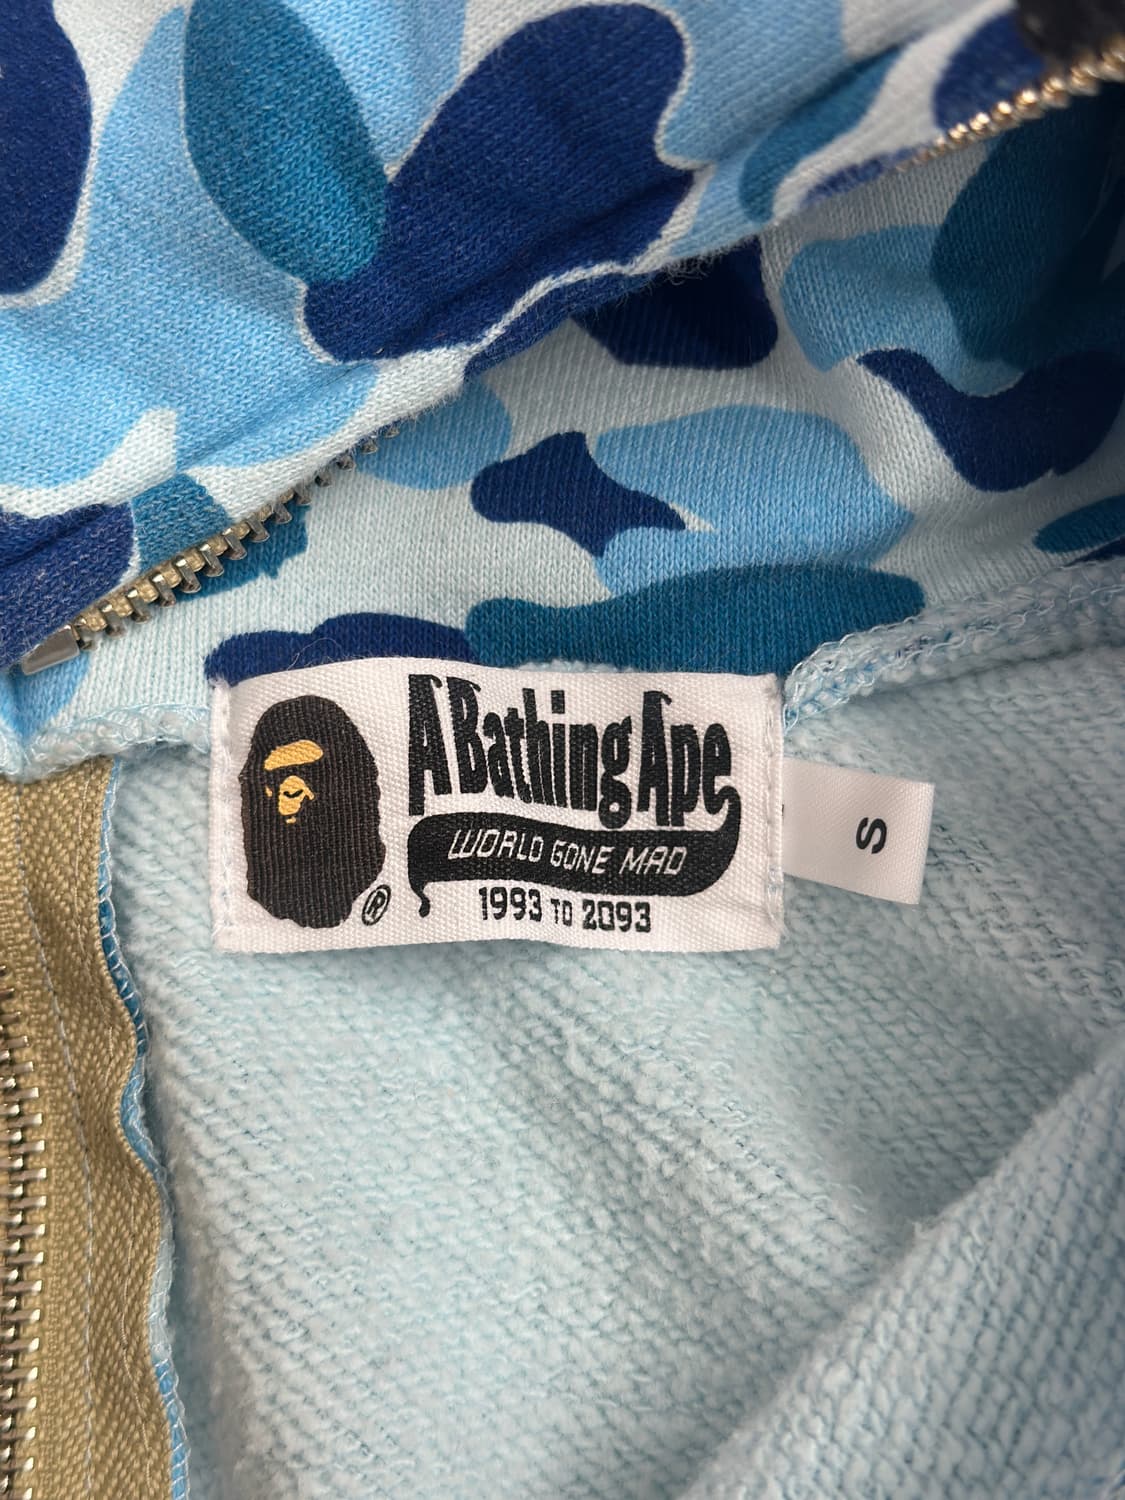 A Bathing Ape
WORLD GONE MAD
1993 TO 2093
®
S